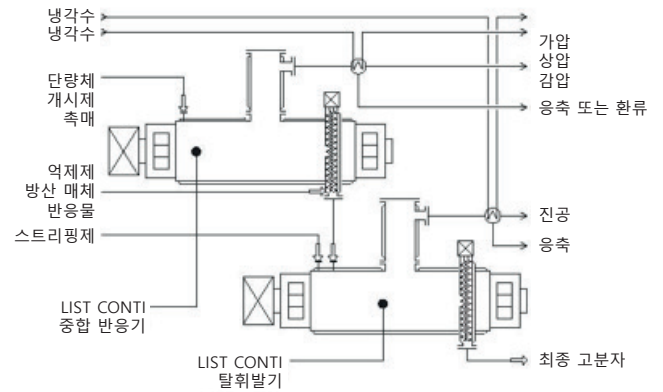 냉각수
냉각수
단량체
개시제
촉매
억제제
방산 매체
반응물
스트리핑제
LIST CONTI
중합 반응기
LIST CONTI
탈휘발기
가압
상압
감압
응축 또는 환류
진공
응축
최종 고분자